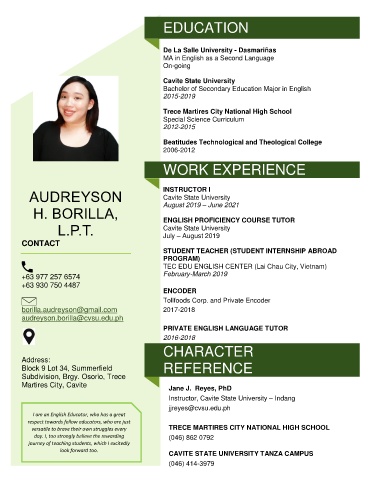 AUDREYSON
H. BORILLA,
L.P.T.
CONTACT
+63 977 257 6574
+63 930 750 4487
borilla.audreyson@gmail.com
audreyson.borilla@cvsu.edu.ph
Address:
Block 9 Lot 34, Summerfield
Subdivision, Brgy. Osorio, Trece
Martires City, Cavite
I am an English Educator, who has a great
respect towards fellow educators, who are just
versatile to brave their own struggles every
day. I, too strongly believe the rewarding
journey of teaching students, which I excitedly
look forward too.
EDUCATION
De La Salle University - Dasmariñas
MA in English as a Second Language
On-going
Cavite State University
Bachelor of Secondary Education Major in English
2015-2019
Trece Martires City National High School
Special Science Curriculum
2012-2015
Beatitudes Technological and Theological College
2006-2012
WORK EXPERIENCE
INSTRUCTOR I
Cavite State University
August 2019 – June 2021
ENGLISH PROFICIENCY COURSE TUTOR
Cavite State University
July – August 2019
STUDENT TEACHER (STUDENT INTERNSHIP ABROAD
PROGRAM)
TEC EDU ENGLISH CENTER (Lai Chau City, Vietnam)
February-March 2019
ENCODER
Tollfoods Corp. and Private Encoder
2017-2018
PRIVATE ENGLISH LANGUAGE TUTOR
2016-2018
CHARACTER
REFERENCE
Jane J. Reyes, PhD
Instructor, Cavite State University – Indang
jjreyes@cvsu.edu.ph
TRECE MARTIRES CITY NATIONAL HIGH SCHOOL
(046) 862 0792
CAVITE STATE UNIVERSITY TANZA CAMPUS
(046) 414-3979